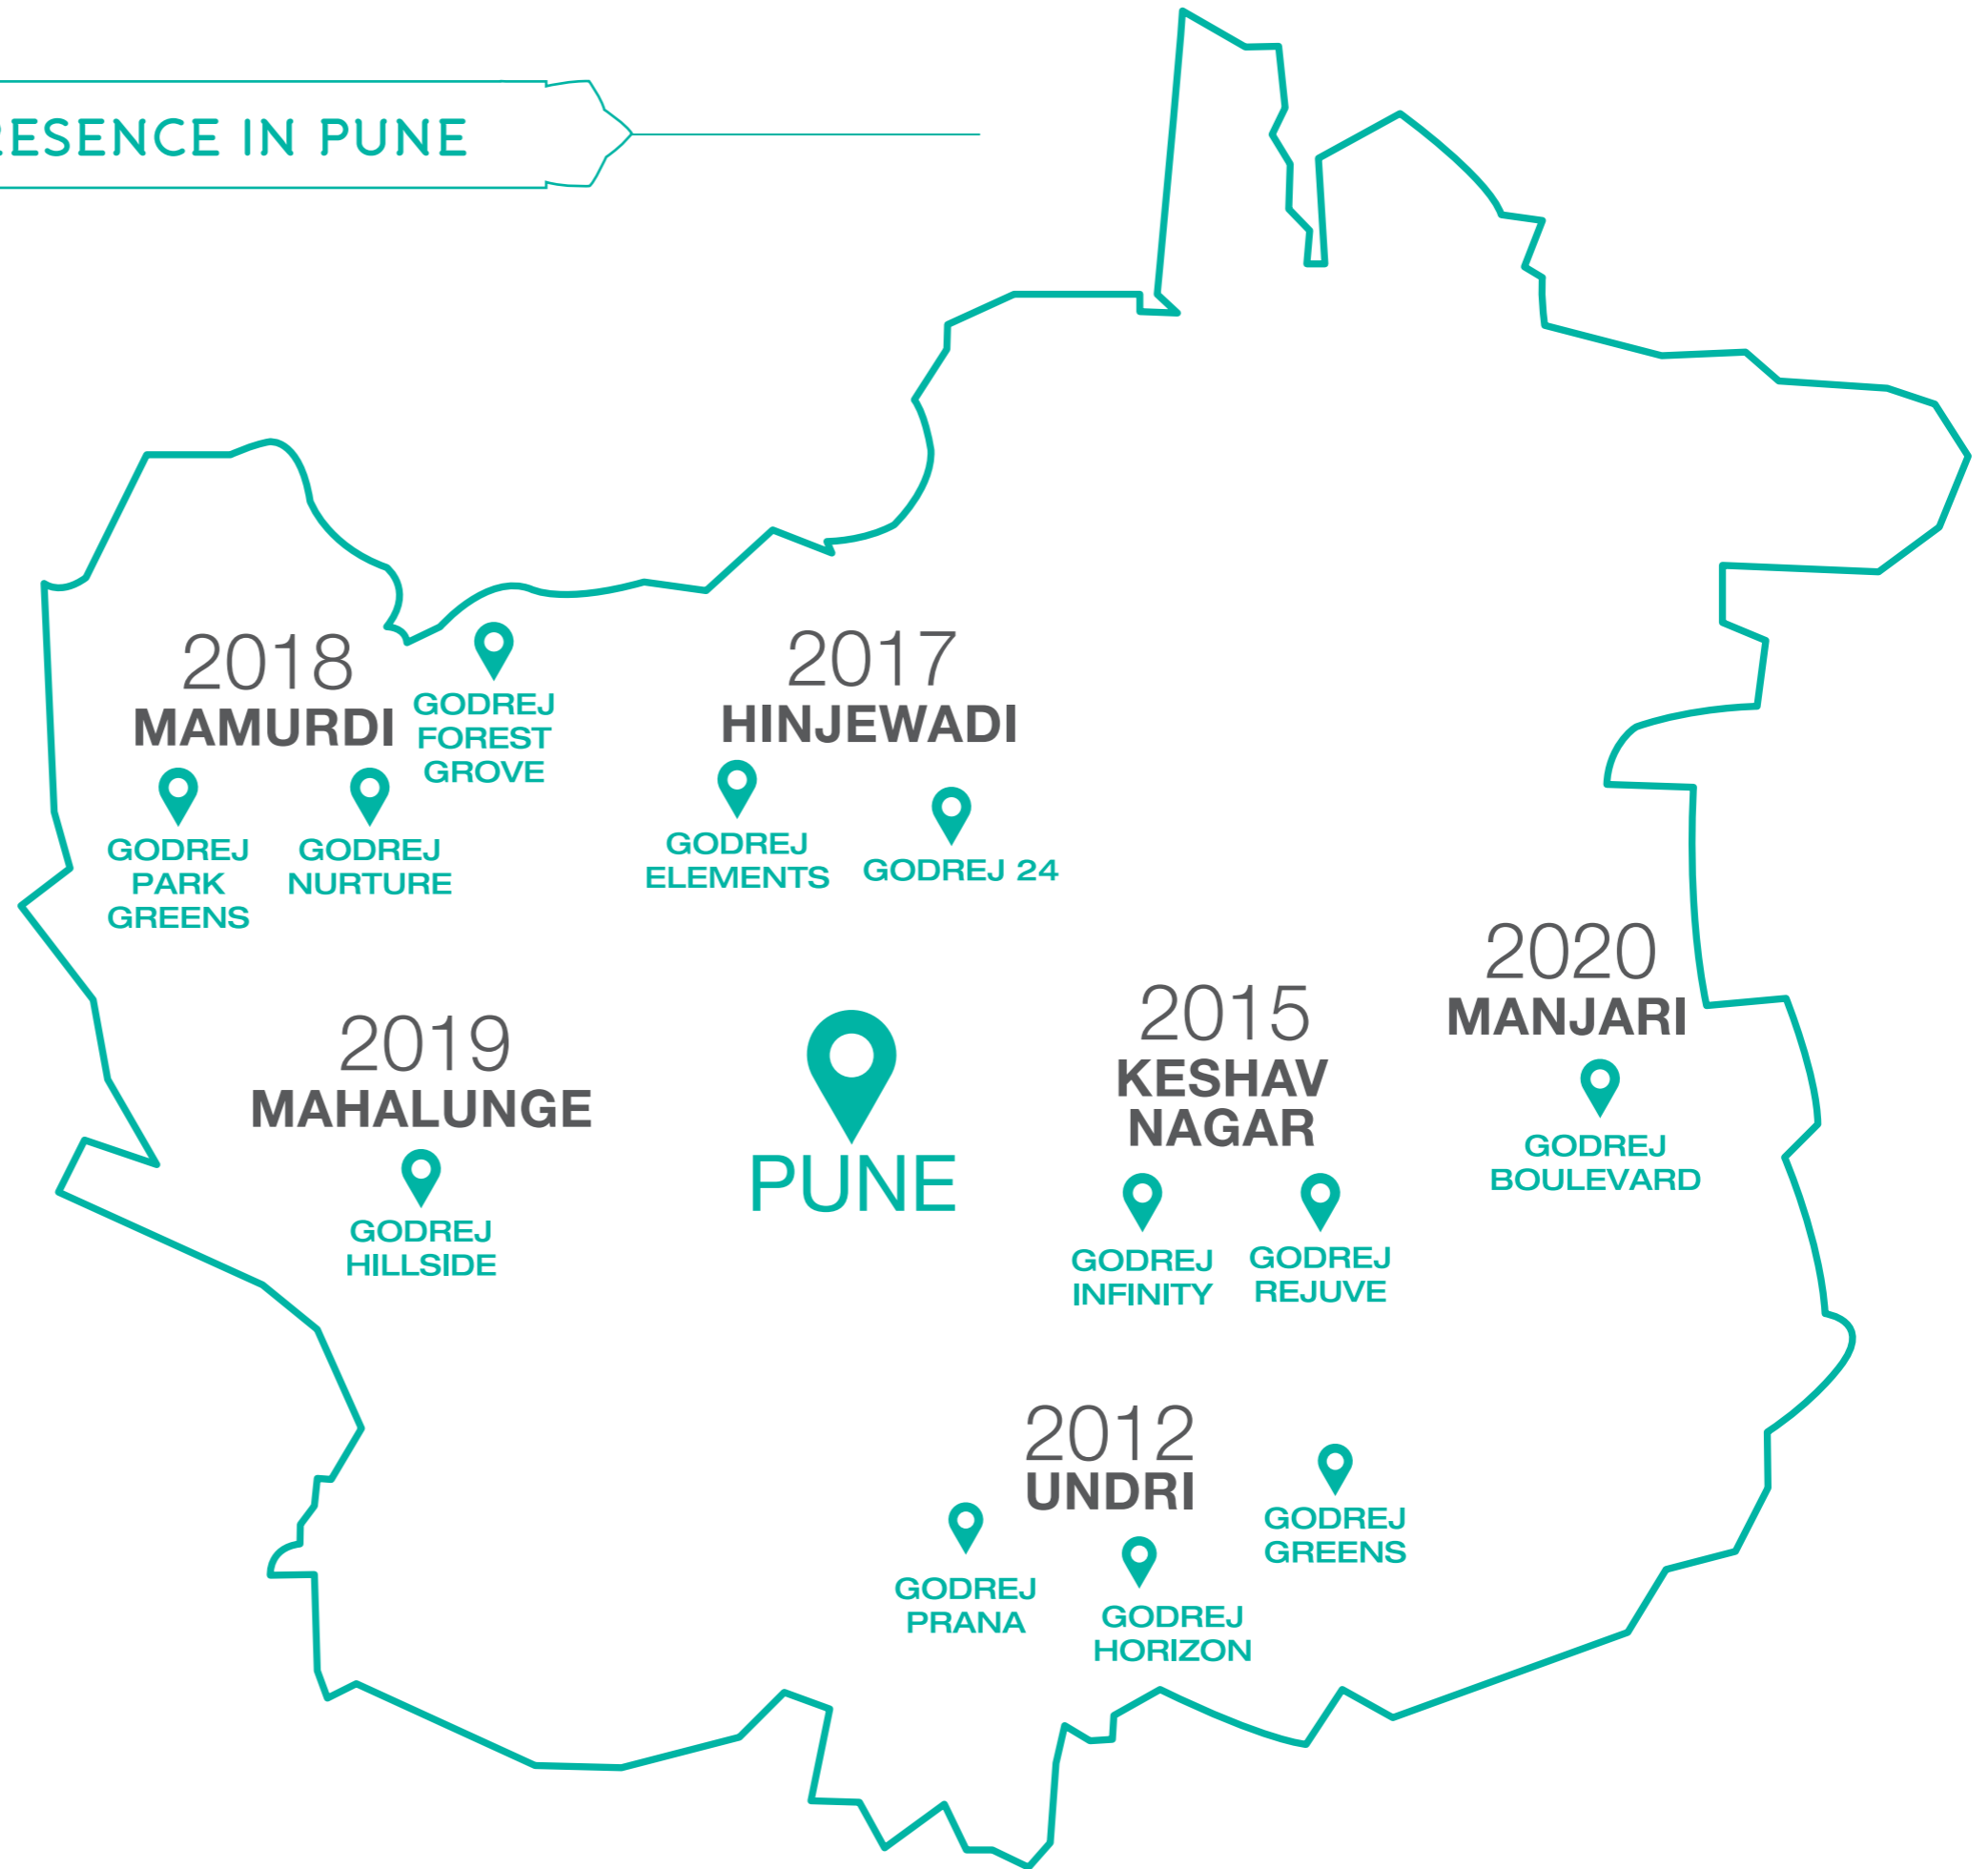 RESENCE IN PUNE
2018
MAMURDI
GODREJ
FOREST
GROVE
GODREJ
PARK
GREENS
GODREJ
NURTURE
2017
HINJEWADI
GODREJ
ELEMENTS
GODREJ 24
2019
MAHALUNGE
GODREJ
HILLSIDE
PUNE
2015
KESHAV
NAGAR
GODREJ
INFINITY
GODREJ
REJUVE
2020
MANJARI
GODREJ
BOULEVARD
2012
UNDRI
GODREJ
PRANA
GODREJ
HORIZON
GODREJ
GREENS